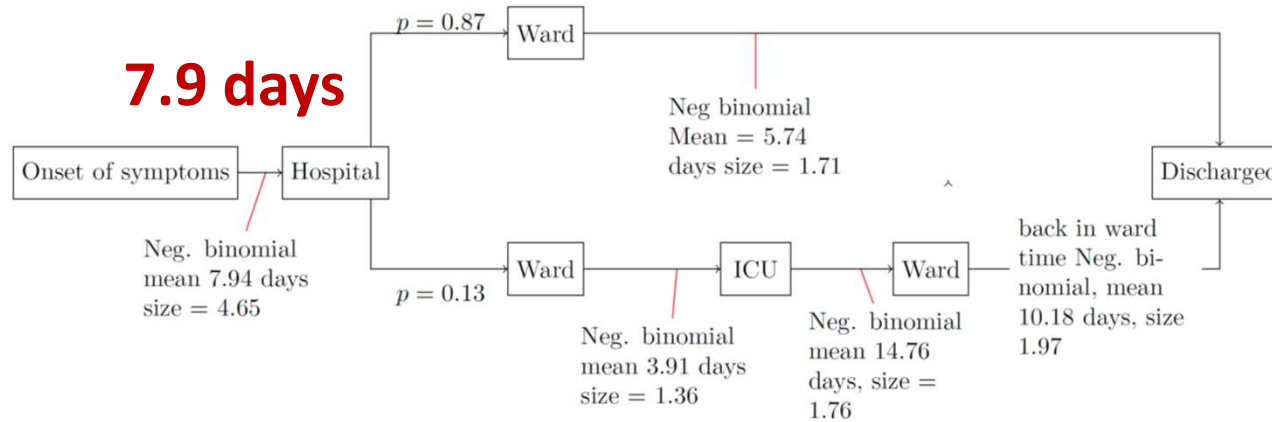 p = 0.87
Ward
7.9 days
Neg binomial
Mean = 5.74
days size = 1.71
Onset of symptoms
Hospital
Discharged
Neg. binomial
mean 7.94 days
size = 4.65
p = 0.13
Ward
ICU
Ward
back in ward
time Neg. bi-
nomial, mean
10.18 days, size
1.97
Neg. binomial
mean 3.91 days
size = 1.36
Neg. binomial
mean 14.76
days, size =
1.76